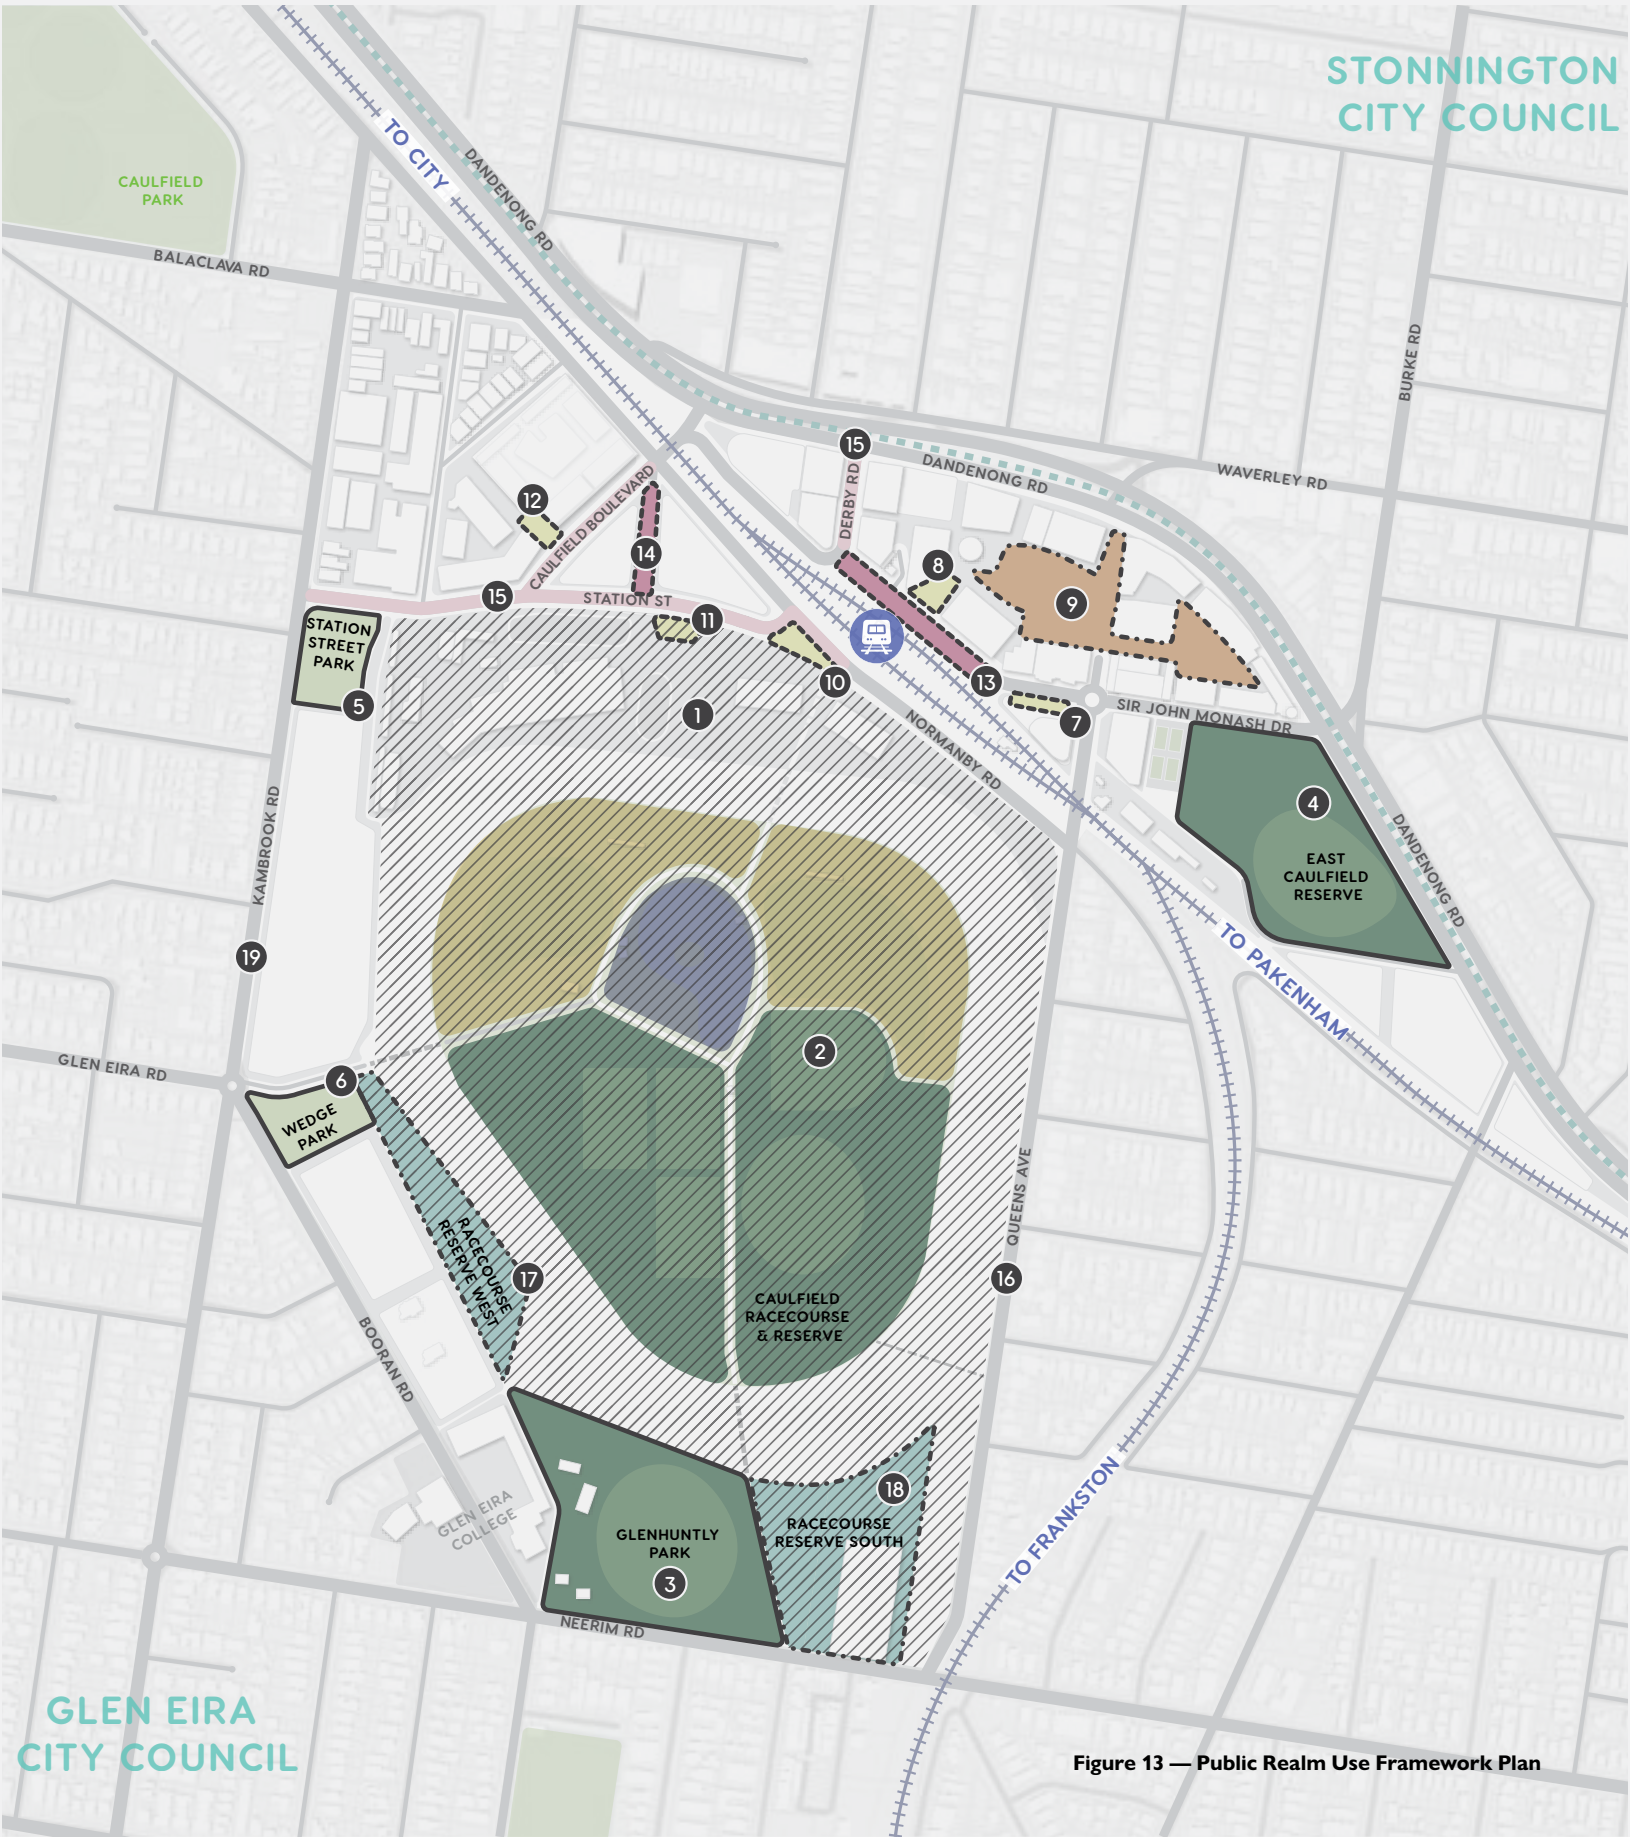 STONNINGTON
CITY COUNCIL
TO CITY
DANDENONG RD
CAULFIELD
PARK
BALACLAVA RD
BURKE RD
15
DERBY RD
DANDENONG RD
WAVERLEY RD
12
CAULFIELD BOULEVARD
14
8
9
15
STATION ST
11
STATION
STREET
PARK
5
10
13
7
SIR JOHN MONASH DR
1
NORMANBY RD
4
EAST
CAULFIELD
RESERVE
DANDENONG RD
KAMBROOK RD
19
TO PAKENHAM
2
GLEN EIRA RD
6
WEDGE
PARK
QUEENS AVE
RACECOURSE
RESERVE WEST
17
16
CAULFIELD
RACECOURSE
& RESERVE
BOORAN RD
GLEN EIRA
COLLEGE
18
RACECOURSE
RESERVE SOUTH
GLENHUNTLY
PARK
3
TO FRANKSTON
NEERIM RD
GLEN EIRA
CITY COUNCIL
Figure 13 — Public Realm Use Framework Plan